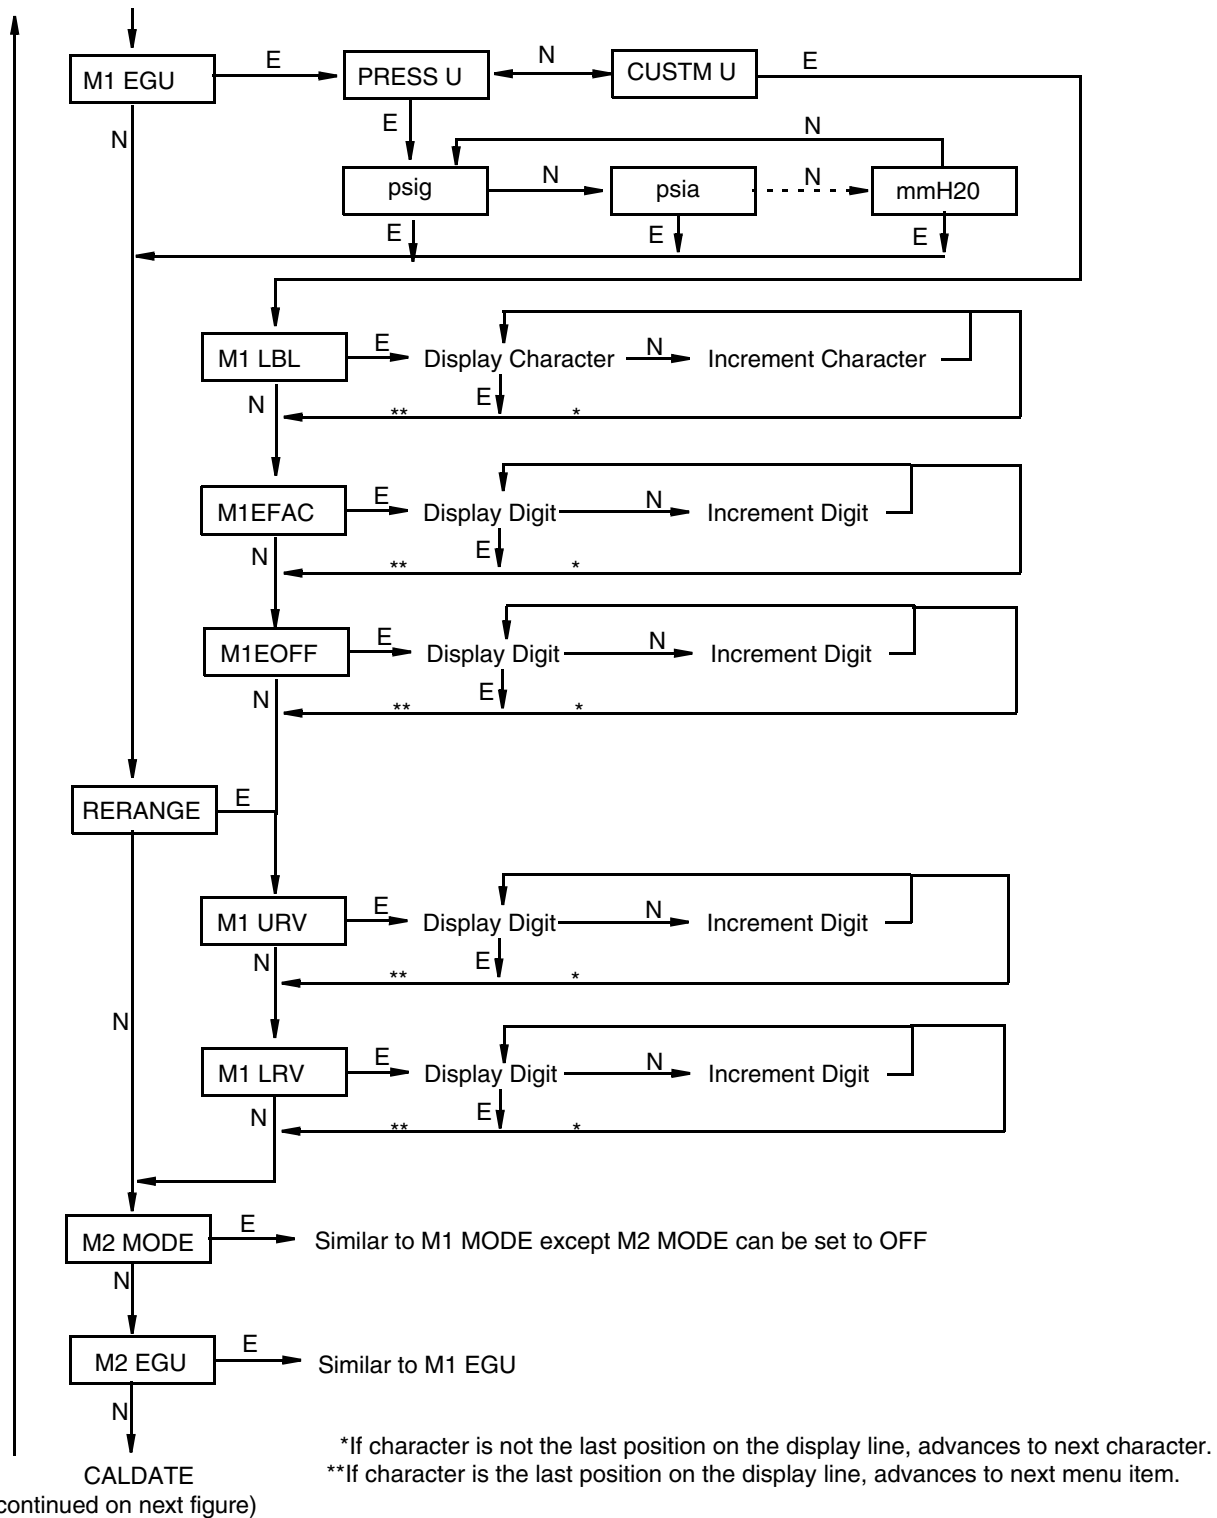 M1 EGU E PRESS U N CUSTM U E
N E N
psig N psia N mmH20
E E E
M1 LBL E Display Character N Increment Character
N E ** *
M1EFAC E Display Digit N Increment Digit
N E ** *
M1EOFF E Display Digit N Increment Digit
N E ** *
RERANGE E
M1 URV E Display Digit N Increment Digit
N E ** *
N
M1 LRV E Display Digit N Increment Digit
N E ** *
M2 MODE E Similar to M1 MODE except M2 MODE can be set to OFF
N
M2 EGU E Similar to M1 EGU
N
*If character is not the last position on the display line, advances to next character.
CALDATE **If character is the last position on the display line, advances to next menu item.
continued on next figure)